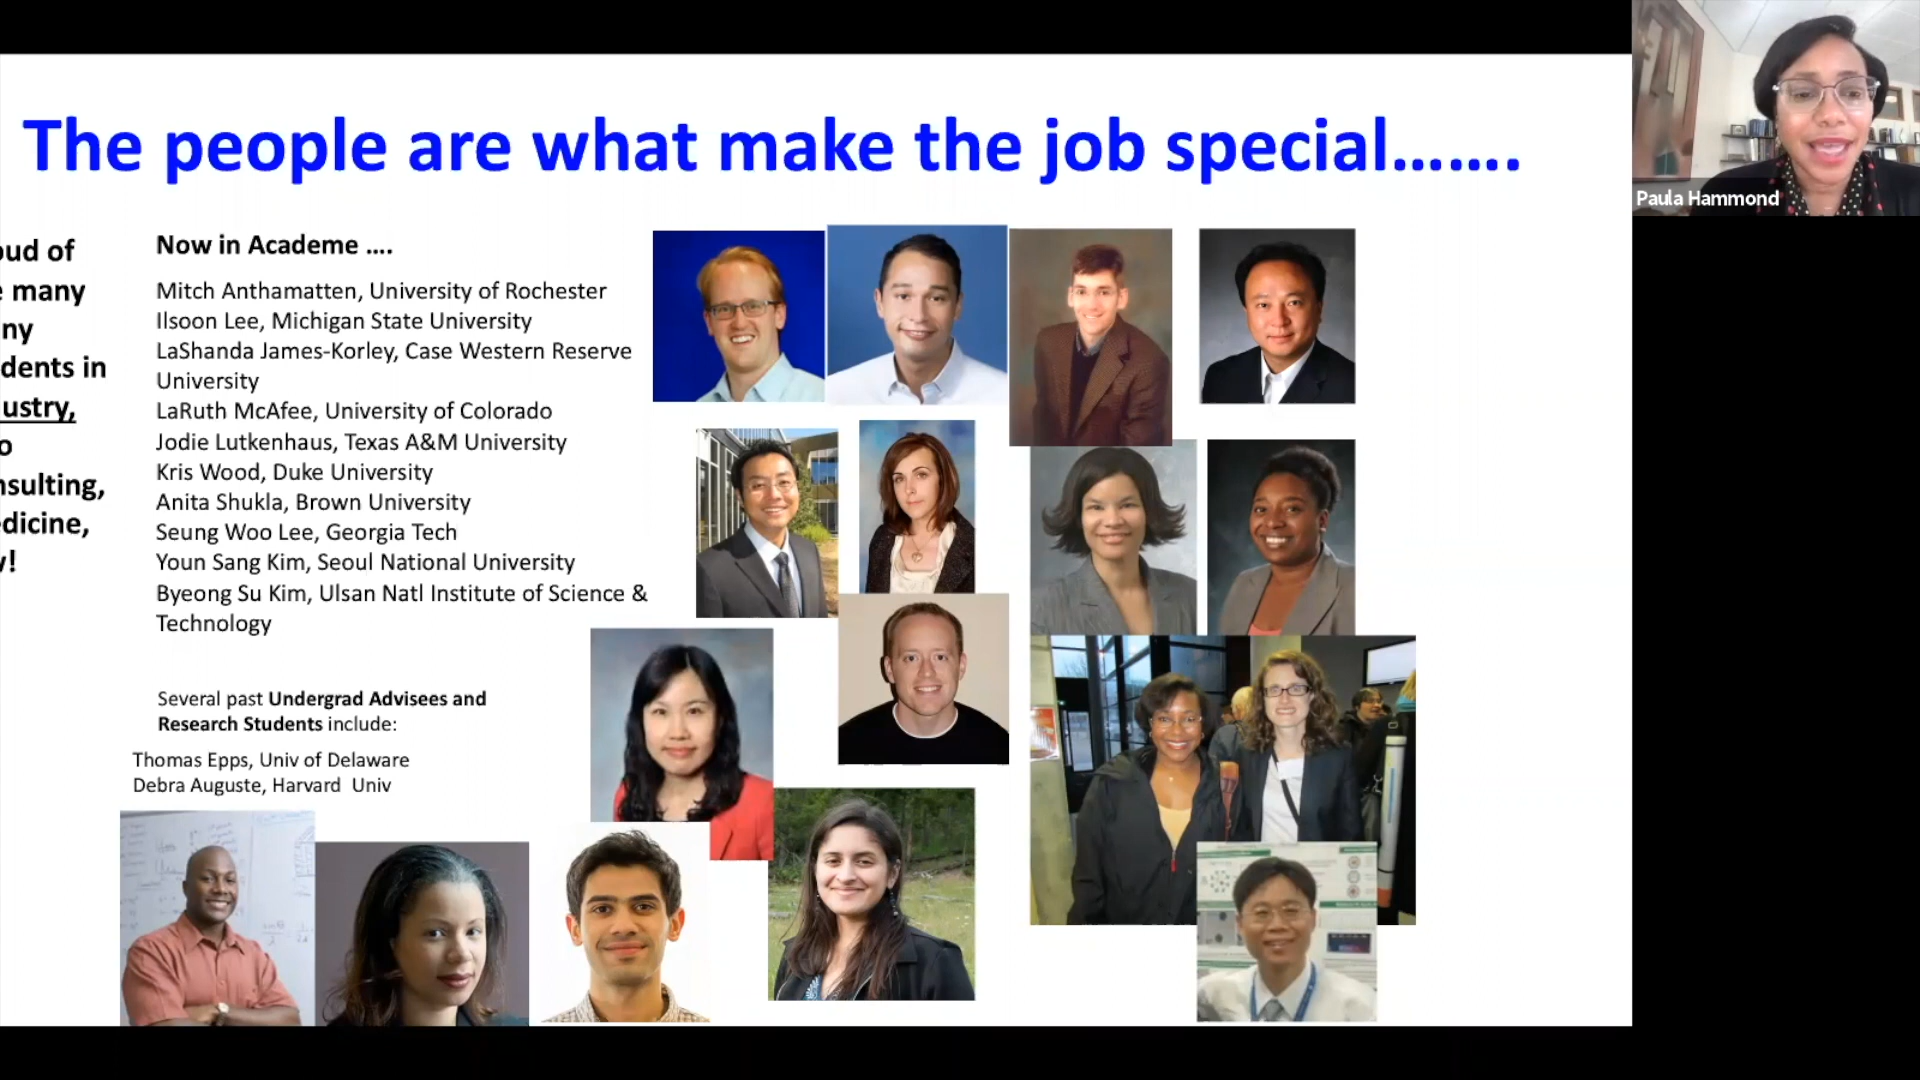 The people are what make the job special.......
Paula Hammond
oud of
e many
ny
dents in
ustry,
o
nsulting,
edicine,
w!
Now in Academe ....
Mitch Anthamatten, University of Rochester
Ilsoon Lee, Michigan State University
LaShanda James-Korley, Case Western Reserve
University
LaRuth McAfee, University of Colorado
Jodie Lutkenhaus, Texas A&M University
Kris Wood, Duke University
Anita Shukla, Brown University
Seung Woo Lee, Georgia Tech
Youn Sang Kim, Seoul National University
Byeong Su Kim, Ulsan Natl Institute of Science &
Technology
Several past Undergrad Advisees and
Research Students include:
Thomas Epps, Univ of Delaware
Debra Auguste, Harvard Univ